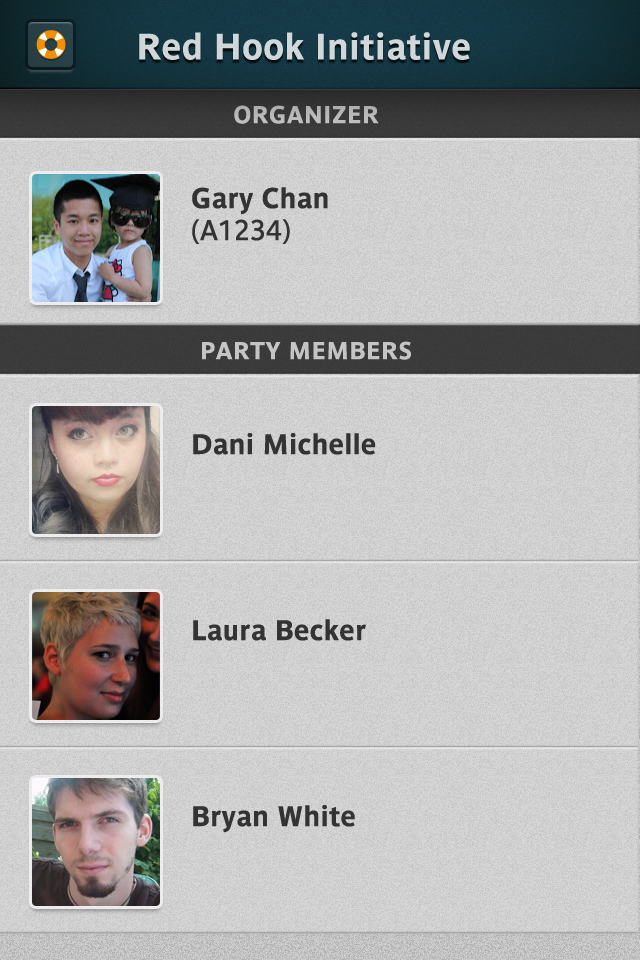 Red Hook Initiative
ORGANIZER
Gary Chan
(A1234)
PARTY MEMBERS
Dani Michelle
Laura Becker
Bryan White